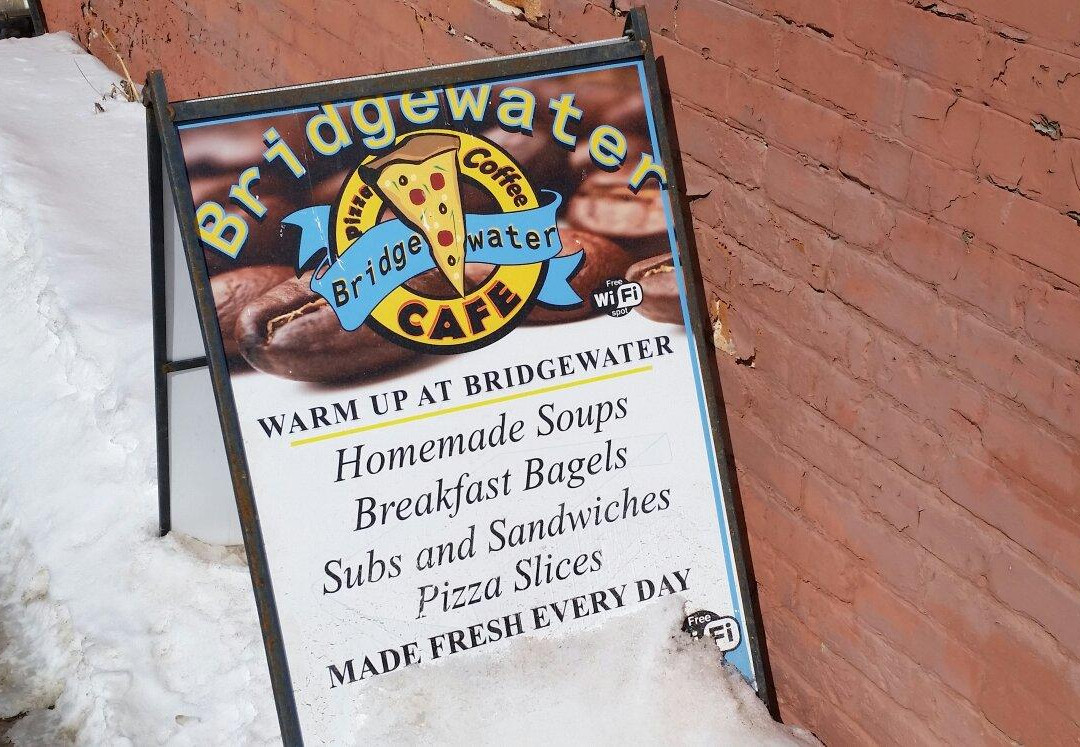 Bridgewater
Pizza Coffee
Bridgewater
CAFE
Free
WiFi
spot
WARM UP AT BRIDGEWATER
Homemade Soups
Breakfast Bagels
Subs and Sandwiches
Pizza Slices
MADE FRESH EVERY DAY
Free
Fi